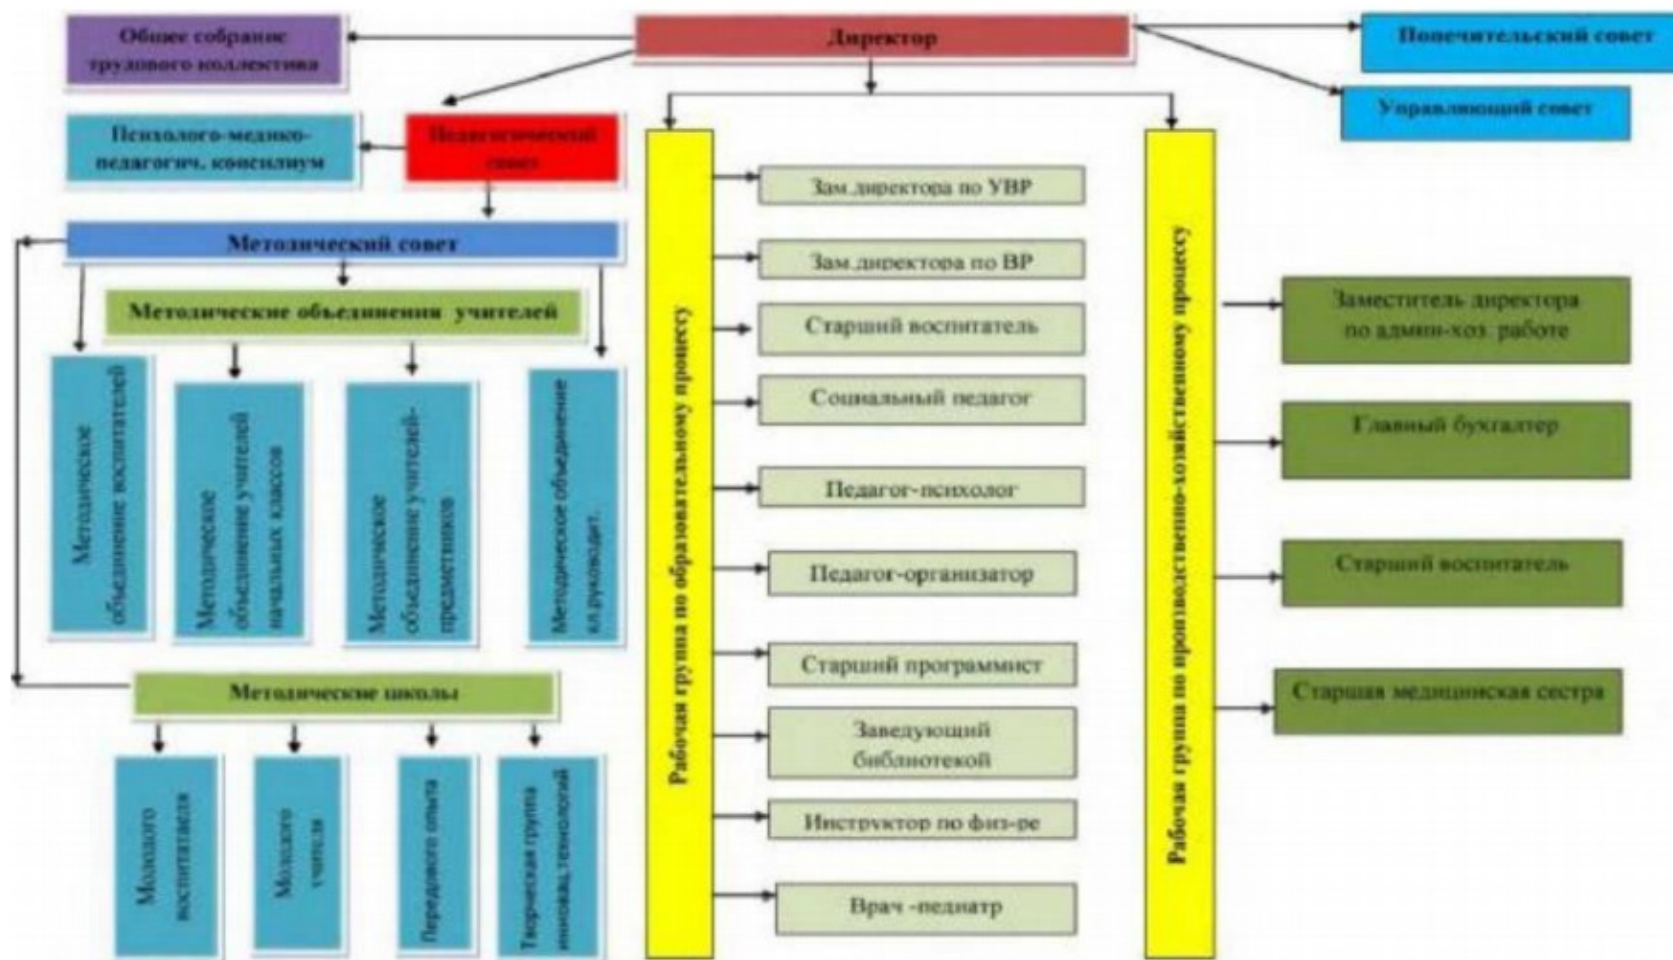 Общее собрание
трудового коллектива
Директор
Попечительский совет
Управляющий совет
Психолого-медико-
педагогич. консилиум
Педагогический
совет
Методический совет
Методические объединения учителей
Методическое
объединение воспитателей
Методическое
объединение учителей
начальных классов
Методическое
объединение учителей-
предметников
Методическое объединение
кл.руководит.
Методические школы
Молодого
воспитателя
Молодого
учителя
Передового опыта
Творческая группа
инновац.технологий
Рабочая группа по образовательному процессу
Зам.директора по УВР
Зам.директора по ВР
Старший воспитатель
Социальный педагог
Педагог-психолог
Педагог-организатор
Старший программист
Заведующий
библиотекой
Инструктор по физ-ре
Врач -педиатр
Рабочая группа по производственно-хозяйственному процессу
Заместитель директора
по админ-хоз. работе
Главный бухгалтер
Старший воспитатель
Старшая медицинская сестра